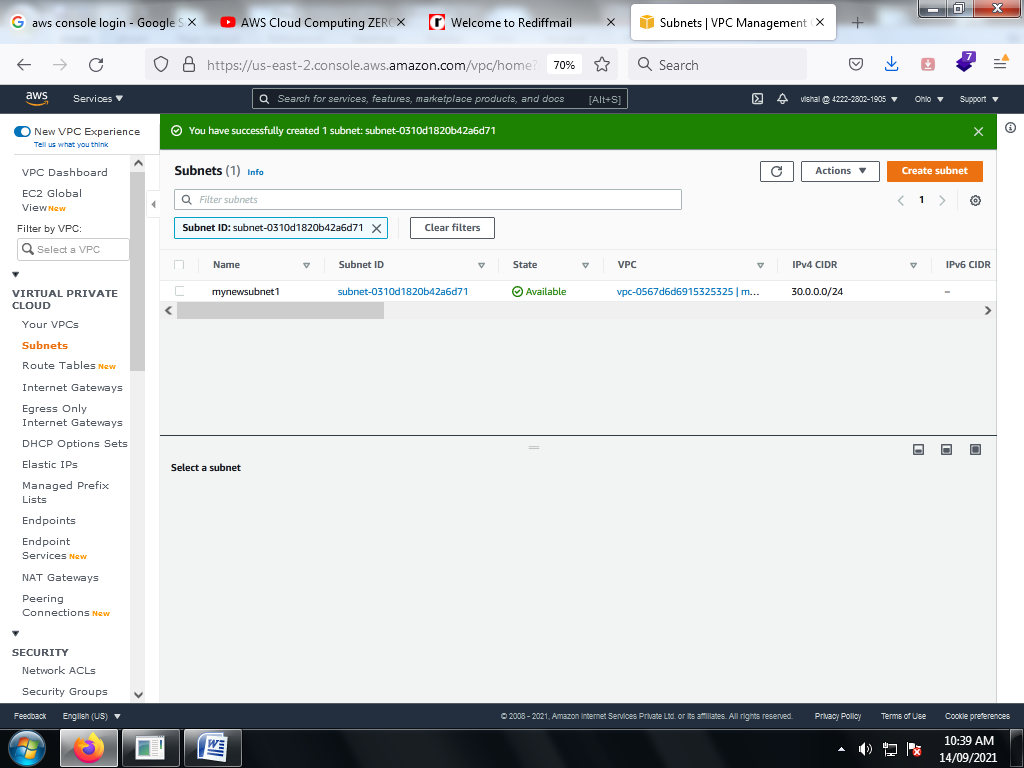 aws console login - Google S
AWS Cloud Computing ZERO
Welcome to Rediffmail
Subnets | VPC Management
https://us-east-2.console.aws.amazon.com/vpc/home?
70%
Search
7
aws
Services
Search for services, features, marketplace products, and docs [Alt+S]
vishal @ 4222-2802-1905
Ohio
Support
New VPC Experience
Tell us what you think
You have successfully created 1 subnet: subnet-0310d1820b42a6d71
VPC Dashboard
EC2 Global
View New
Filter by VPC:
Select a VPC
VIRTUAL PRIVATE
CLOUD
Your VPCs
Subnets
Route Tables New
Internet Gateways
Egress Only
Internet Gateways
DHCP Options Sets
Elastic IPs
Managed Prefix
Lists
Endpoints
Endpoint
Services New
NAT Gateways
Peering
Connections New
SECURITY
Network ACLs
Security Groups
Subnets (1) Info
Actions
Create subnet
Filter subnets
1
Subnet ID: subnet-0310d1820b42a6d71
Clear filters
Name Subnet ID State VPC IPv4 CIDR IPv6 CIDR
mynewsubnet1 subnet-0310d1820b42a6d71 Available vpc-0567d6d6915325325 | m... 30.0.0.0/24 –
Select a subnet
Feedback English (US) © 2008 - 2021, Amazon Internet Services Private Ltd. or its affiliates. All rights reserved. Privacy Policy Terms of Use Cookie preferences
10:39 AM
14/09/2021